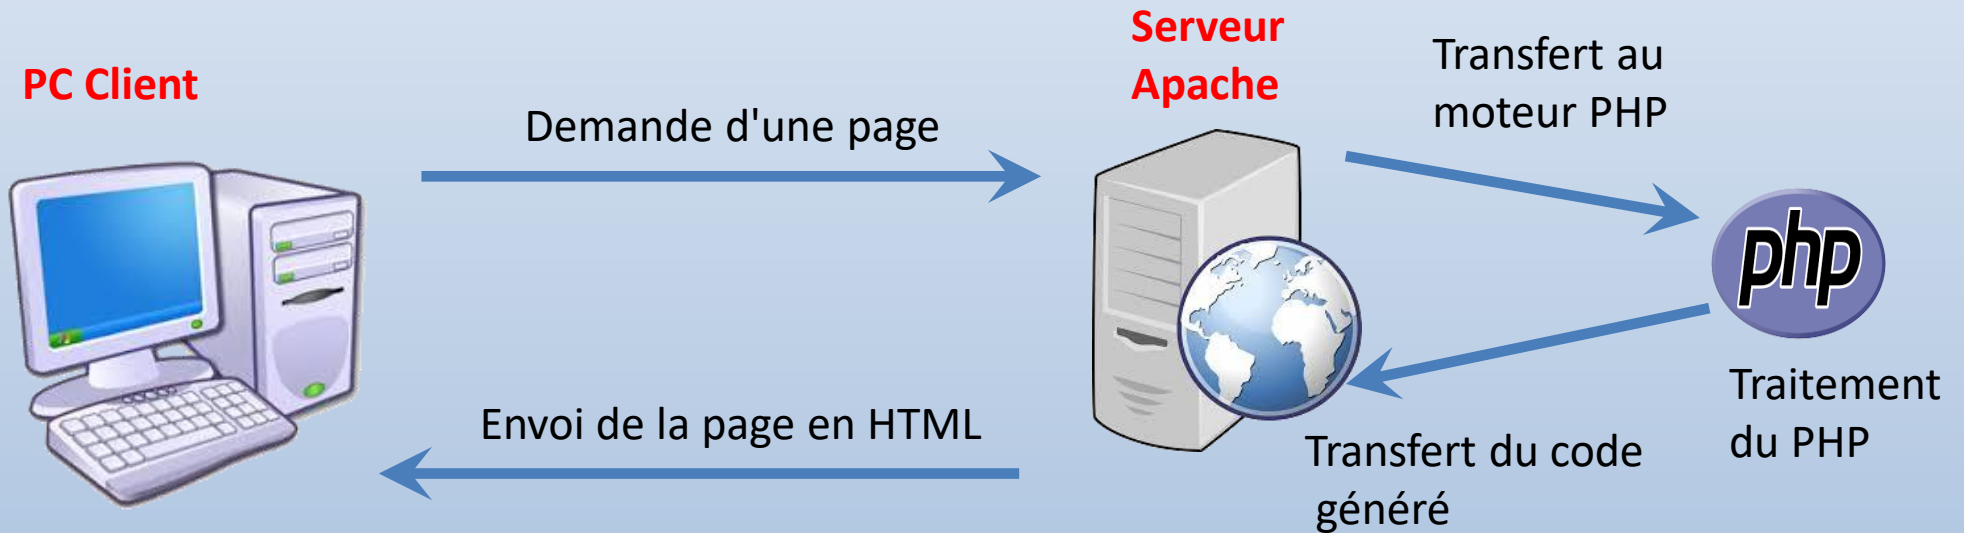 PC Client
Demande d'une page
Serveur
Apache
Transfert au
moteur PHP
php
Traitement
du PHP
Transfert du code
généré
Envoi de la page en HTML